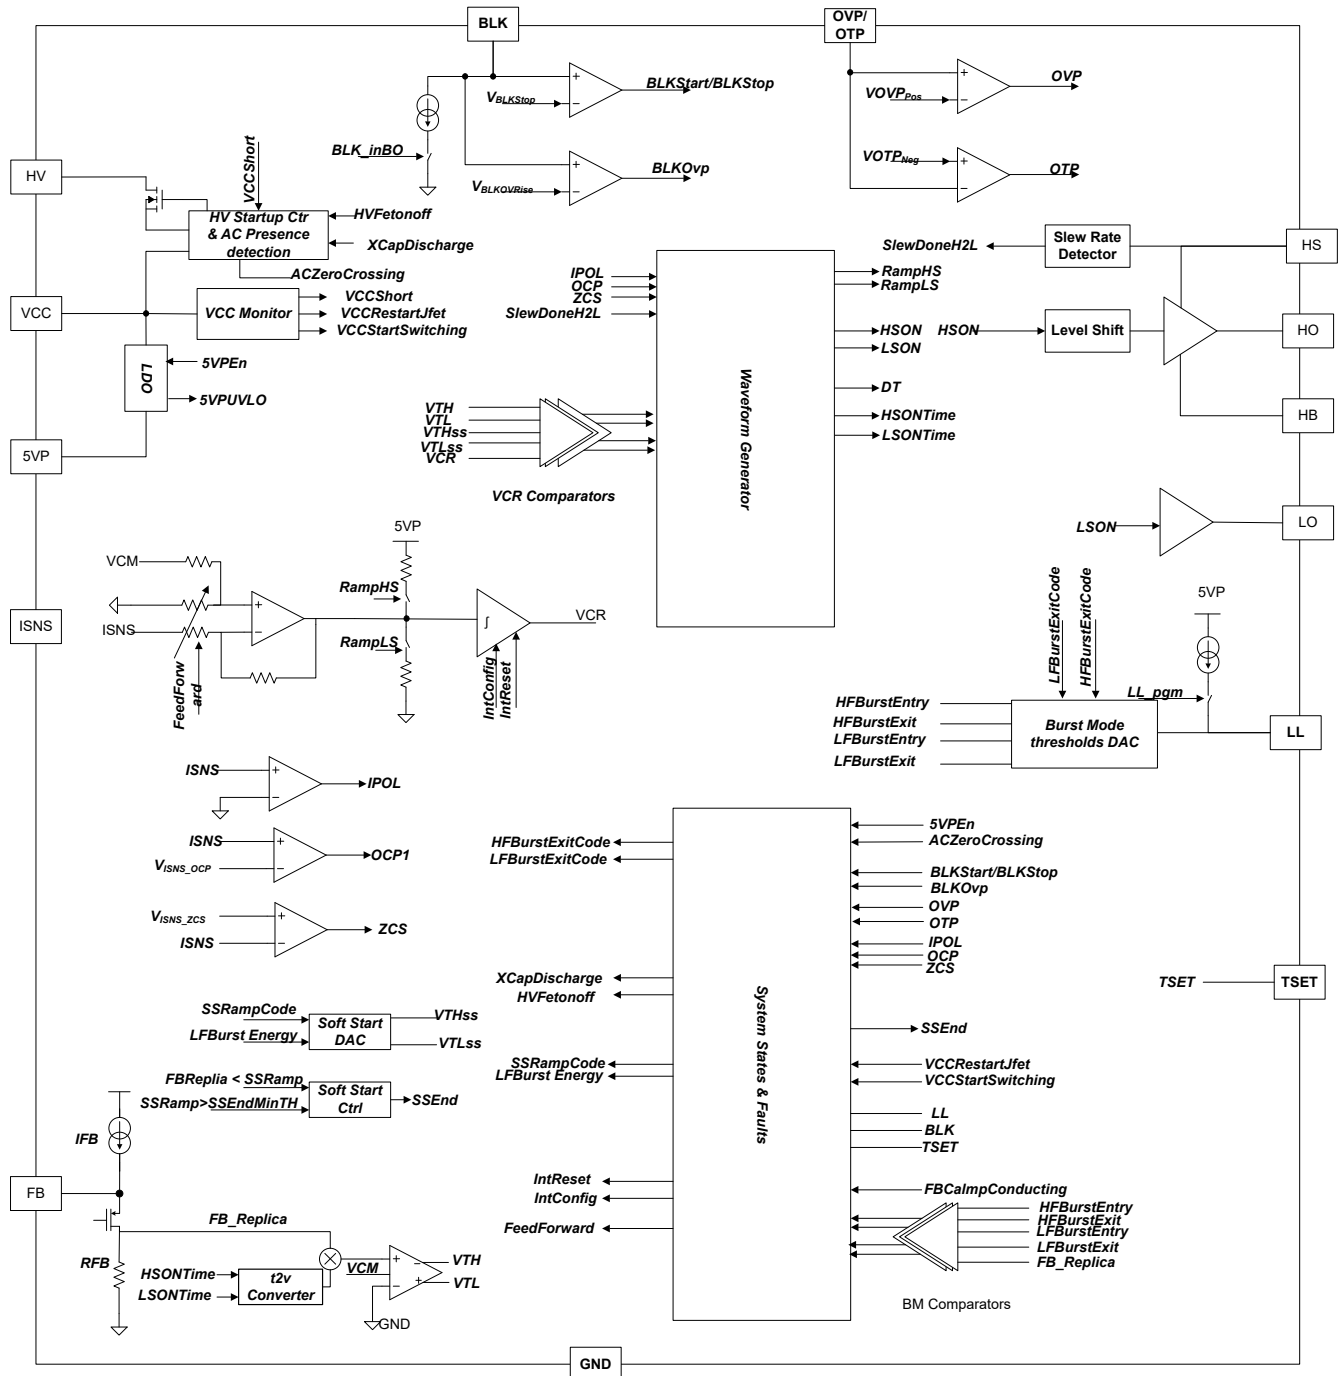 BLK
OVP/
OTP
BLKStart/BLKStop
VBLKStop
BLK_inBO
BLKOvp
VBLKOVRise
OVP
VOVPPos
VOTPNeg
OTP
HV
VCCShort
HV Startup Ctr
& AC Presence
detection
HVFetonoff
XCapDischarge
ACZeroCrossing
VCC
VCC Monitor
VCCShort
VCCRestartJfet
VCCStartSwitching
LDO
5VPEn
5VPUVLO
5VP
IPOL
OCP
ZCS
SlewDoneH2L
VTH
VTL
VTHss
VTLss
VCR
VCR Comparators
Waveform Generator
RampHS
RampLS
HSON
LSON
DT
HSONTime
LSONTime
SlewDoneH2L
Slew Rate
Detector
HS
HSON
Level Shift
HO
HB
LSON
LO
VCM
ISNS
ISNS
FeedForw
ard
5VP
RampHS
RampLS
∫
VCR
IntConfig
IntReset
LFBurstExitCode
HFBurstExitCode
5VP
LL_pgm
HFBurstEntry
HFBurstExit
LFBurstEntry
LFBurstExit
Burst Mode
thresholds DAC
LL
ISNS
IPOL
ISNS
VISNS_OCP
OCP1
VISNS_ZCS
ISNS
ZCS
SSRampCode
LFBurst Energy
Soft Start
DAC
VTHss
VTLss
FBReplia < SSRamp
SSRamp>SSEndMinTH
Soft Start
Ctrl
SSEnd
IFB
FB
FB_Replica
RFB
HSONTime
LSONTime
t2v
Converter
VCM
VTH
VTL
GND
HFBurstExitCode
LFBurstExitCode
XCapDischarge
HVFetonoff
SSRampCode
LFBurst Energy
IntReset
IntConfig
FeedForward
System States & Faults
5VPEn
ACZeroCrossing
BLKStart/BLKStop
BLKOvp
OVP
OTP
IPOL
OCP
ZCS
SSEnd
VCCRestartJfet
VCCStartSwitching
LL
BLK
TSET
FBCalmpConducting
HFBurstEntry
HFBurstExit
LFBurstEntry
LFBurstExit
FB_Replica
BM Comparators
TSET
TSET
GND